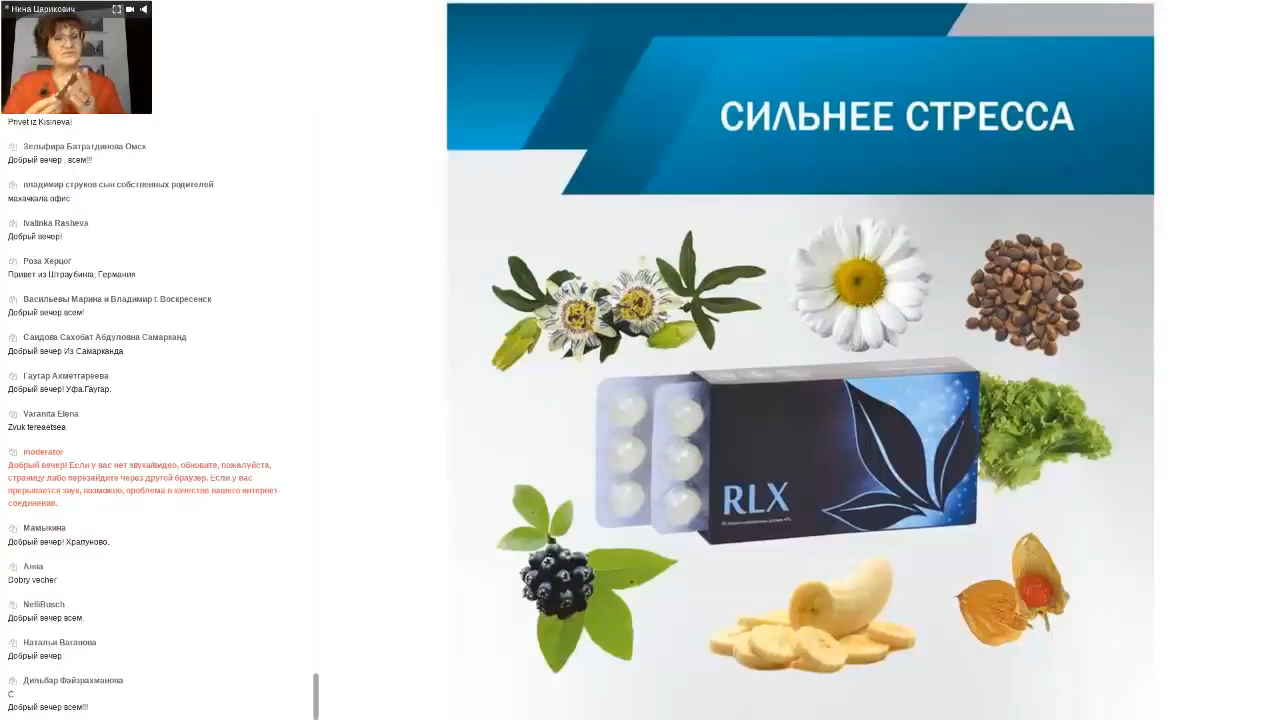 Нина Царикович
Privet iz Kisineva!
Зельфира Батратдинова Омск
Добрый вечер , всем!!!
владимир струков сын собственных родителей
махачкала офис
Ivalinka Rasheva
Добрый вечер!
Роза Херцог
Привет из Штраубинга, Германия
Васильевы Марина и Владимир г. Воскресенск
Добрый вечер всем!
Саидова Сахобат Абдуловна Самарканд
Добрый вечер Из Самарканда
Гаугар Ахметгареева
Добрый вечер! Уфа.Гаугар.
Varanita Elena
Zvuk tereaetsea
moderator
Добрый вечер! Если у вас нет звука/видео, обновите, пожалуйста,
страницу либо перезайдите через другой браузер. Если у вас
прерывается звук, возможно, проблема в качестве вашего интернет-
соединения.
Мамыкина
Добрый вечер! Храпуново.
Анна
Dobry vecher
NelliBusch
Добрый вечер всем.
Наталья Ваганова
Добрый вечер
Дильбар Файзрахманова
С
Добрый вечер всем!!!
СИЛЬНЕЕ СТРЕССА
RLX